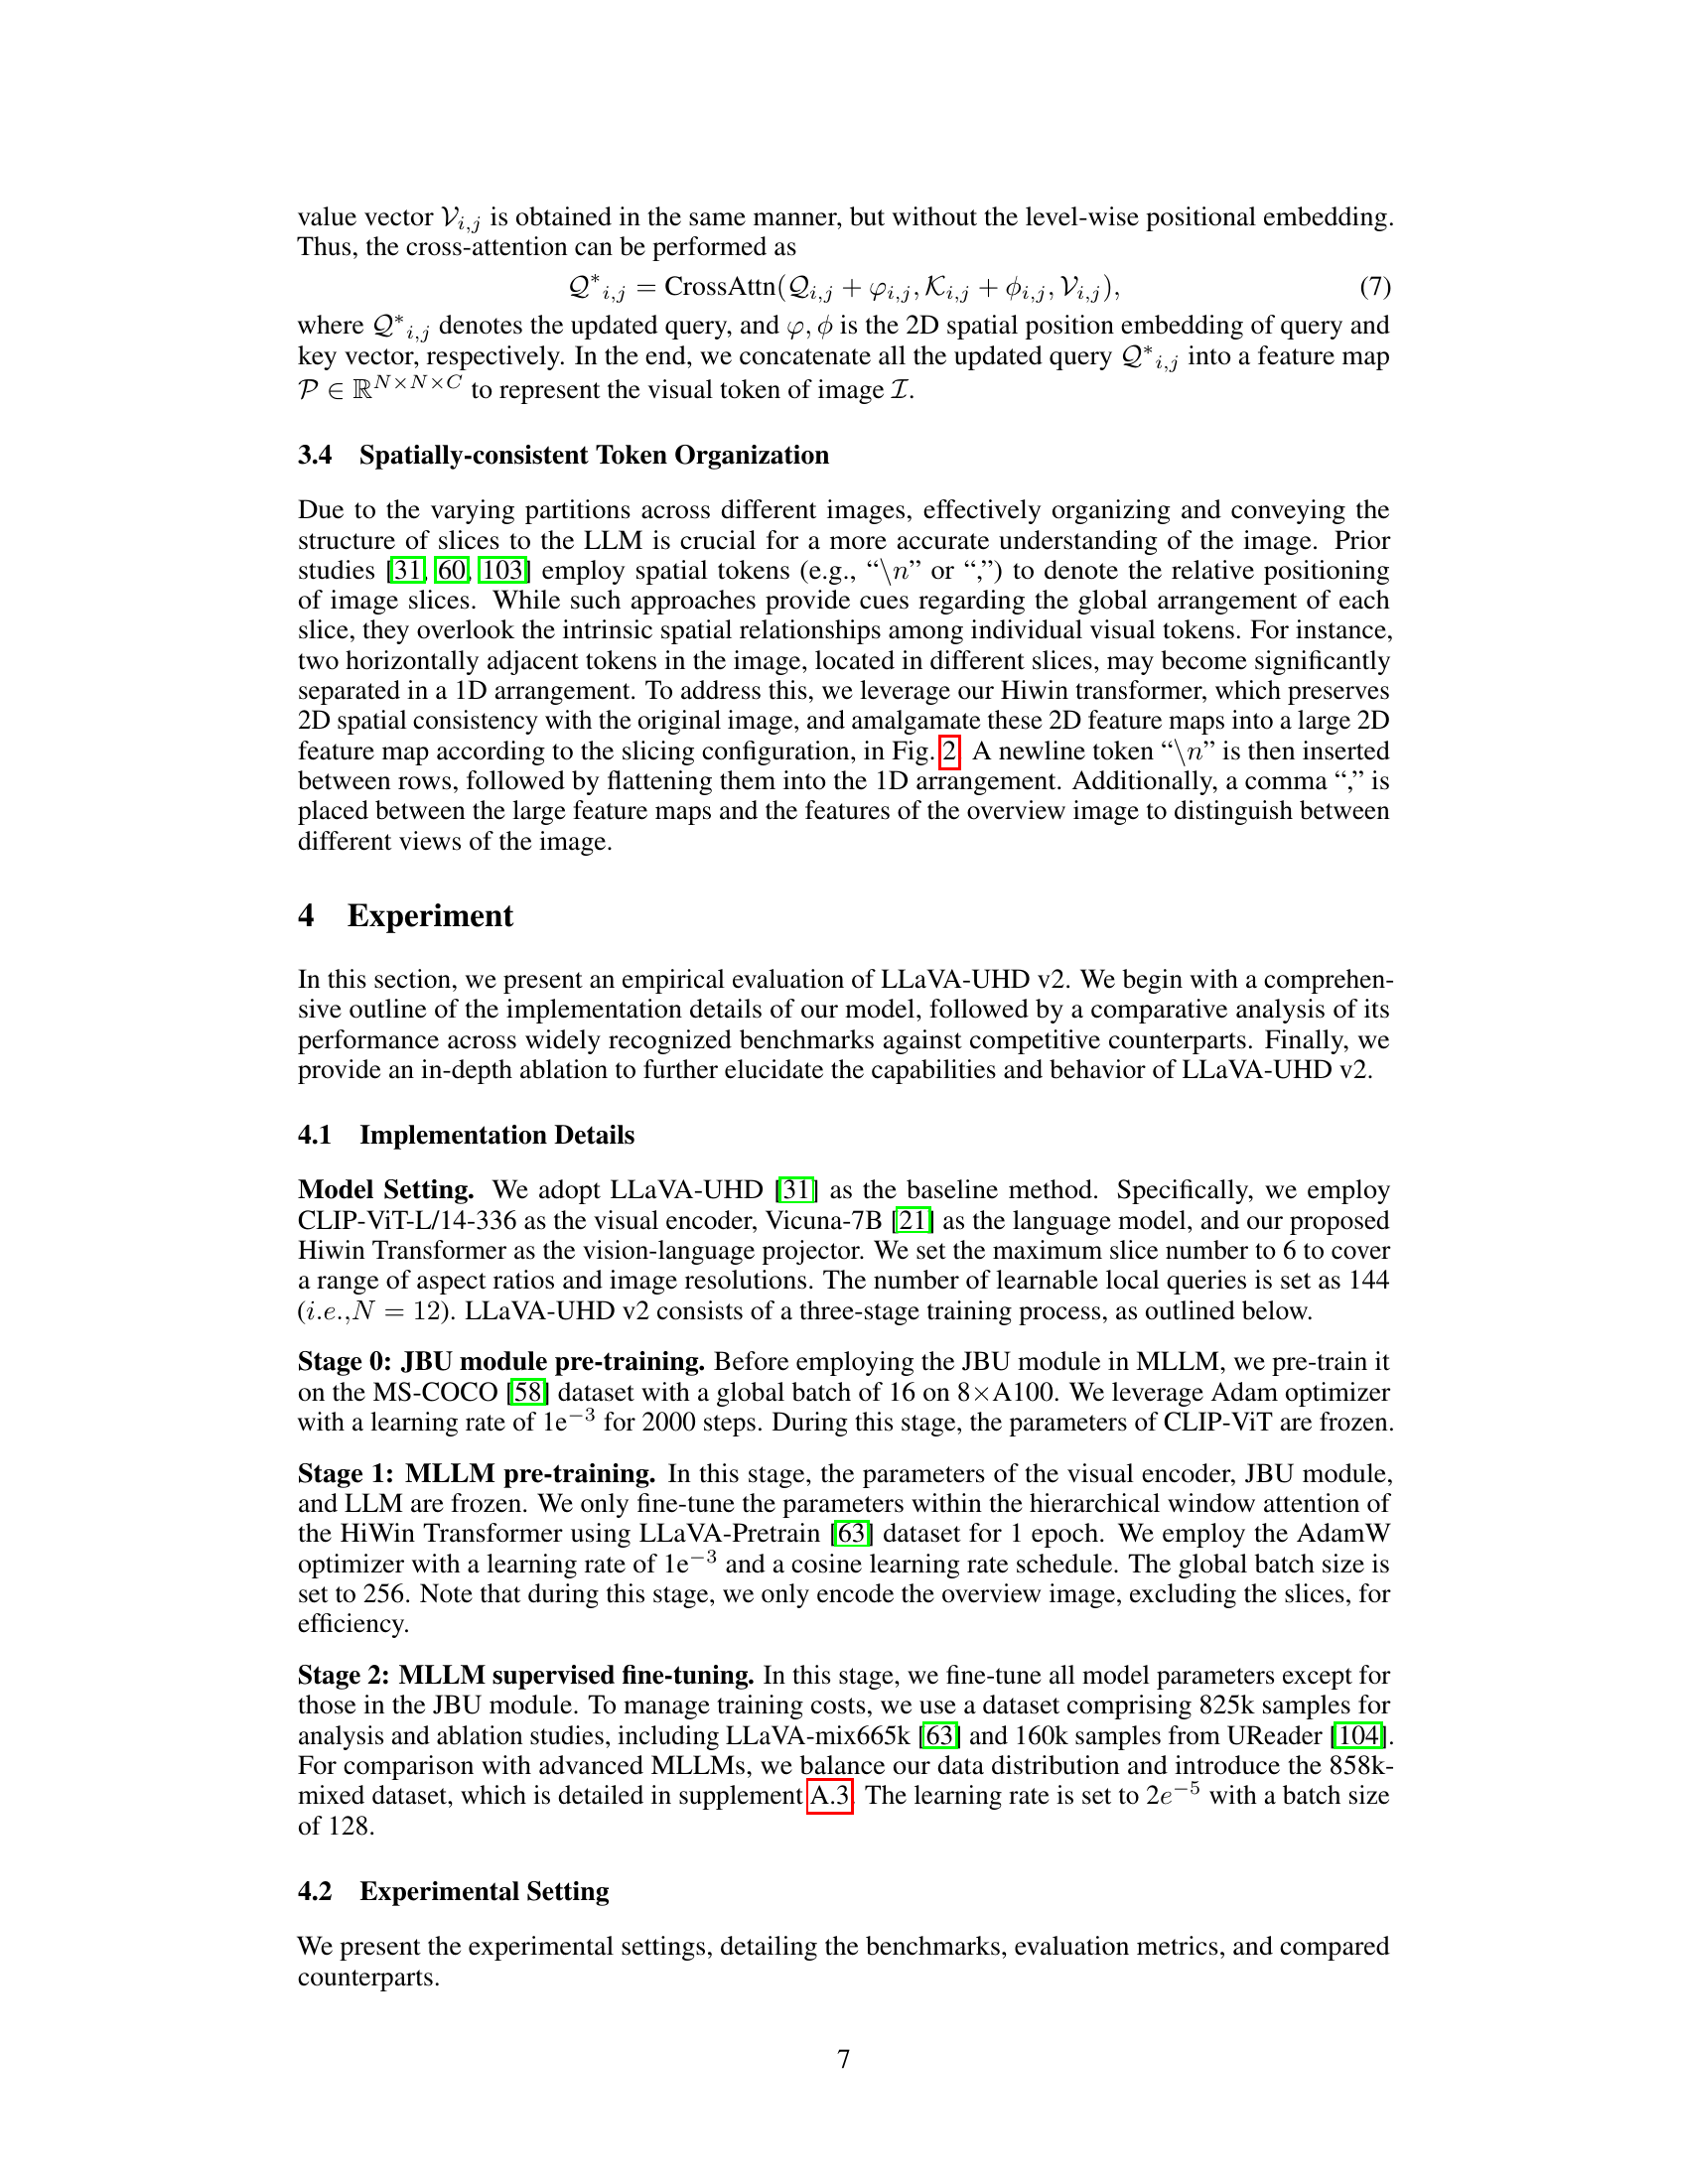 value vector 𝒱i,j is obtained in the same manner, but without the level-wise positional embedding.
Thus, the cross-attention can be performed as
𝒬*i,j = CrossAttn(𝒬i,j + φi,j, 𝒦i,j + ϕi,j, 𝒱i,j), (7)
where 𝒬*i,j denotes the updated query, and φ, ϕ is the 2D spatial position embedding of query and
key vector, respectively. In the end, we concatenate all the updated query 𝒬*i,j into a feature map
𝒫 ∈ ℝ^{N×N×C} to represent the visual token of image ℐ.
3.4 Spatially-consistent Token Organization
Due to the varying partitions across different images, effectively organizing and conveying the
structure of slices to the LLM is crucial for a more accurate understanding of the image. Prior
studies [31, 60, 103] employ spatial tokens (e.g., “\n” or “,”) to denote the relative positioning
of image slices. While such approaches provide cues regarding the global arrangement of each
slice, they overlook the intrinsic spatial relationships among individual visual tokens. For instance,
two horizontally adjacent tokens in the image, located in different slices, may become significantly
separated in a 1D arrangement. To address this, we leverage our Hiwin transformer, which preserves
2D spatial consistency with the original image, and amalgamate these 2D feature maps into a large 2D
feature map according to the slicing configuration, in Fig. 2. A newline token “\n” is then inserted
between rows, followed by flattening them into the 1D arrangement. Additionally, a comma “,” is
placed between the large feature maps and the features of the overview image to distinguish between
different views of the image.
4 Experiment
In this section, we present an empirical evaluation of LLaVA-UHD v2. We begin with a comprehen-
sive outline of the implementation details of our model, followed by a comparative analysis of its
performance across widely recognized benchmarks against competitive counterparts. Finally, we
provide an in-depth ablation to further elucidate the capabilities and behavior of LLaVA-UHD v2.
4.1 Implementation Details
Model Setting. We adopt LLaVA-UHD [31] as the baseline method. Specifically, we employ
CLIP-ViT-L/14-336 as the visual encoder, Vicuna-7B [21] as the language model, and our proposed
Hiwin Transformer as the vision-language projector. We set the maximum slice number to 6 to cover
a range of aspect ratios and image resolutions. The number of learnable local queries is set as 144
(i.e.,N = 12). LLaVA-UHD v2 consists of a three-stage training process, as outlined below.
Stage 0: JBU module pre-training. Before employing the JBU module in MLLM, we pre-train it
on the MS-COCO [58] dataset with a global batch of 16 on 8×A100. We leverage Adam optimizer
with a learning rate of 1e⁻³ for 2000 steps. During this stage, the parameters of CLIP-ViT are frozen.
Stage 1: MLLM pre-training. In this stage, the parameters of the visual encoder, JBU module,
and LLM are frozen. We only fine-tune the parameters within the hierarchical window attention of
the HiWin Transformer using LLaVA-Pretrain [63] dataset for 1 epoch. We employ the AdamW
optimizer with a learning rate of 1e⁻³ and a cosine learning rate schedule. The global batch size is
set to 256. Note that during this stage, we only encode the overview image, excluding the slices, for
efficiency.
Stage 2: MLLM supervised fine-tuning. In this stage, we fine-tune all model parameters except for
those in the JBU module. To manage training costs, we use a dataset comprising 825k samples for
analysis and ablation studies, including LLaVA-mix665k [63] and 160k samples from UReader [104].
For comparison with advanced MLLMs, we balance our data distribution and introduce the 858k-
mixed dataset, which is detailed in supplement A.3. The learning rate is set to 2e⁻⁵ with a batch size
of 128.
4.2 Experimental Setting
We present the experimental settings, detailing the benchmarks, evaluation metrics, and compared
counterparts.
7